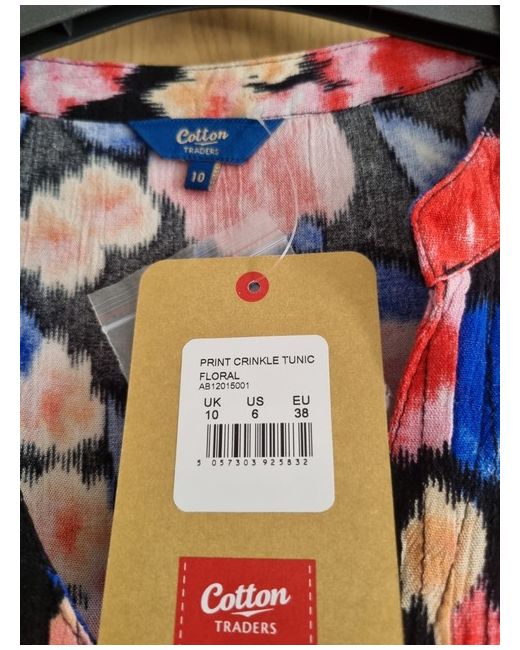 Cotton
TRADERS
10
PRINT CRINKLE TUNIC
FLORAL
AB12015001
UK US EU
10 6 38
5 057303 925832
Cotton
TRADERS